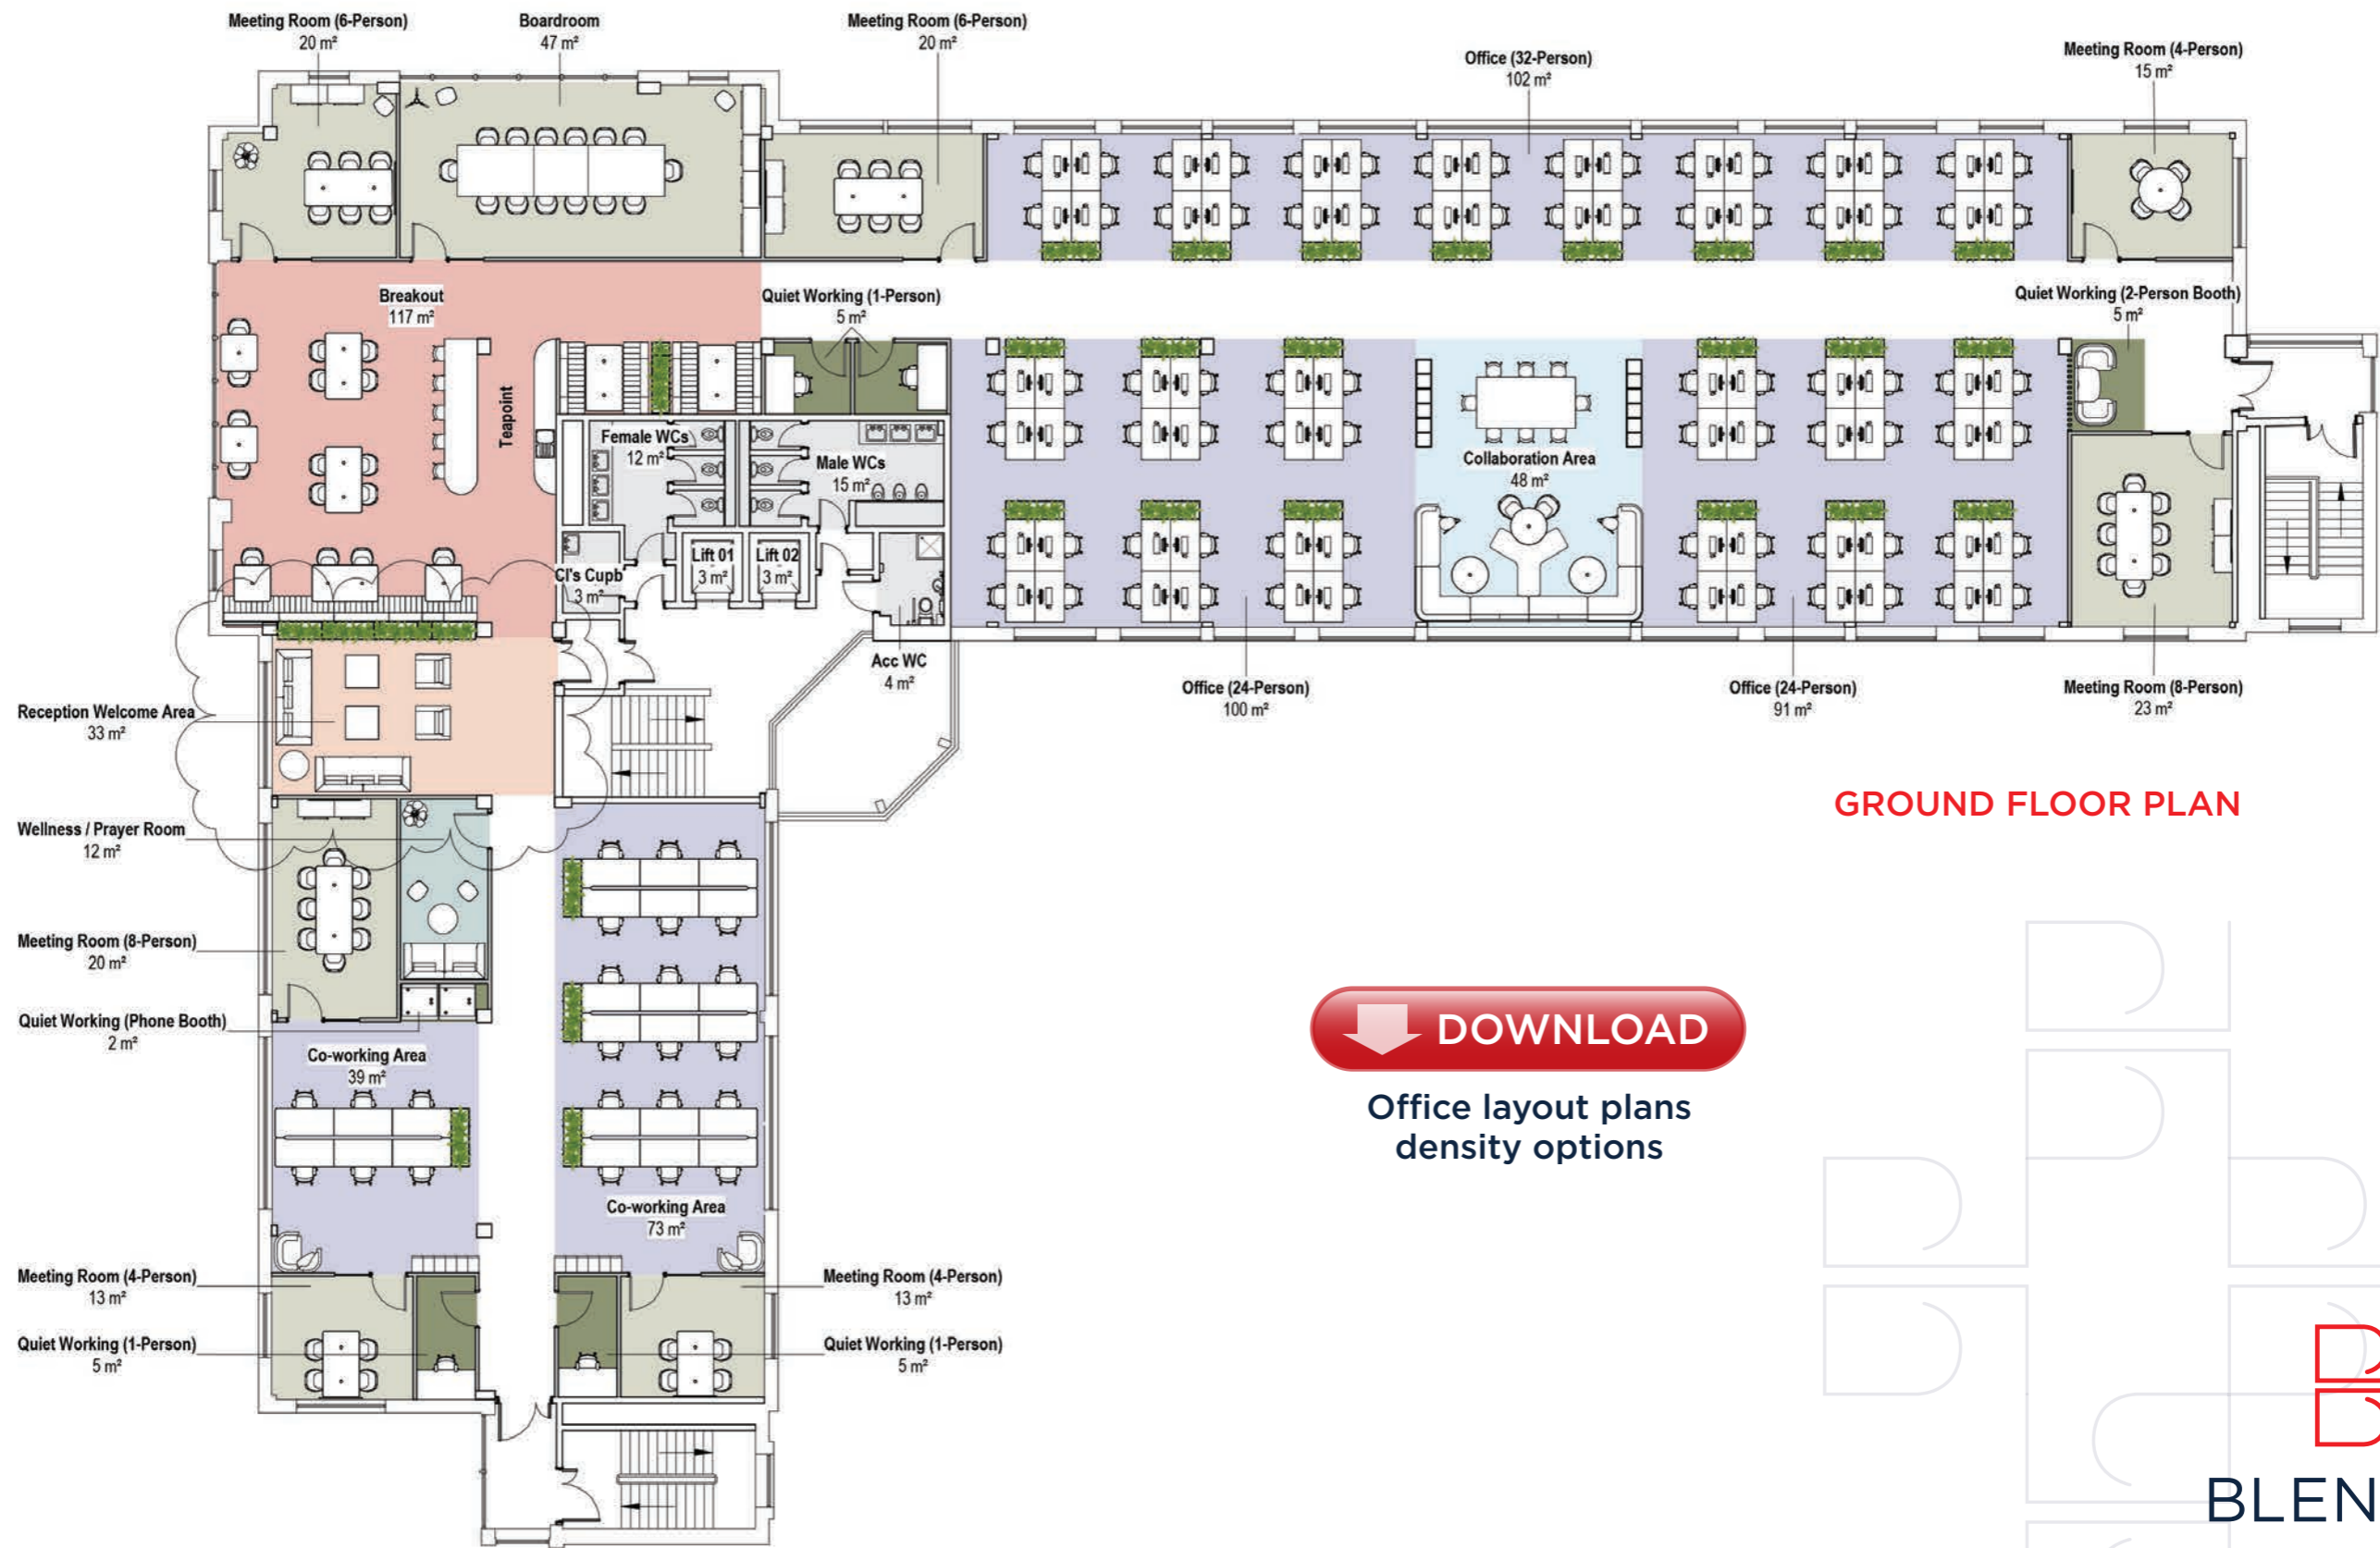 Meeting Room (6-Person)
20 m²
Boardroom
47 m²
Meeting Room (6-Person)
20 m²
Office (32-Person)
102 m²
Meeting Room (4-Person)
15 m²
Breakout
117 m²
Quiet Working (1-Person)
5 m²
Quiet Working (2-Person Booth)
5 m²
Teapoint
Female WCs
12 m²
Male WCs
15 m²
Collaboration Area
48 m²
Lift 01
3 m²
Lift 02
3 m²
Cl's Cupb
3 m²
Acc WC
4 m²
Office (24-Person)
100 m²
Office (24-Person)
91 m²
Meeting Room (8-Person)
23 m²
Reception Welcome Area
33 m²
GROUND FLOOR PLAN
Wellness / Prayer Room
12 m²
Meeting Room (8-Person)
20 m²
Quiet Working (Phone Booth)
2 m²
Co-working Area
39 m²
DOWNLOAD
Office layout plans
density options
Co-working Area
73 m²
Meeting Room (4-Person)
13 m²
Meeting Room (4-Person)
13 m²
Quiet Working (1-Person)
5 m²
Quiet Working (1-Person)
5 m²
BLEN